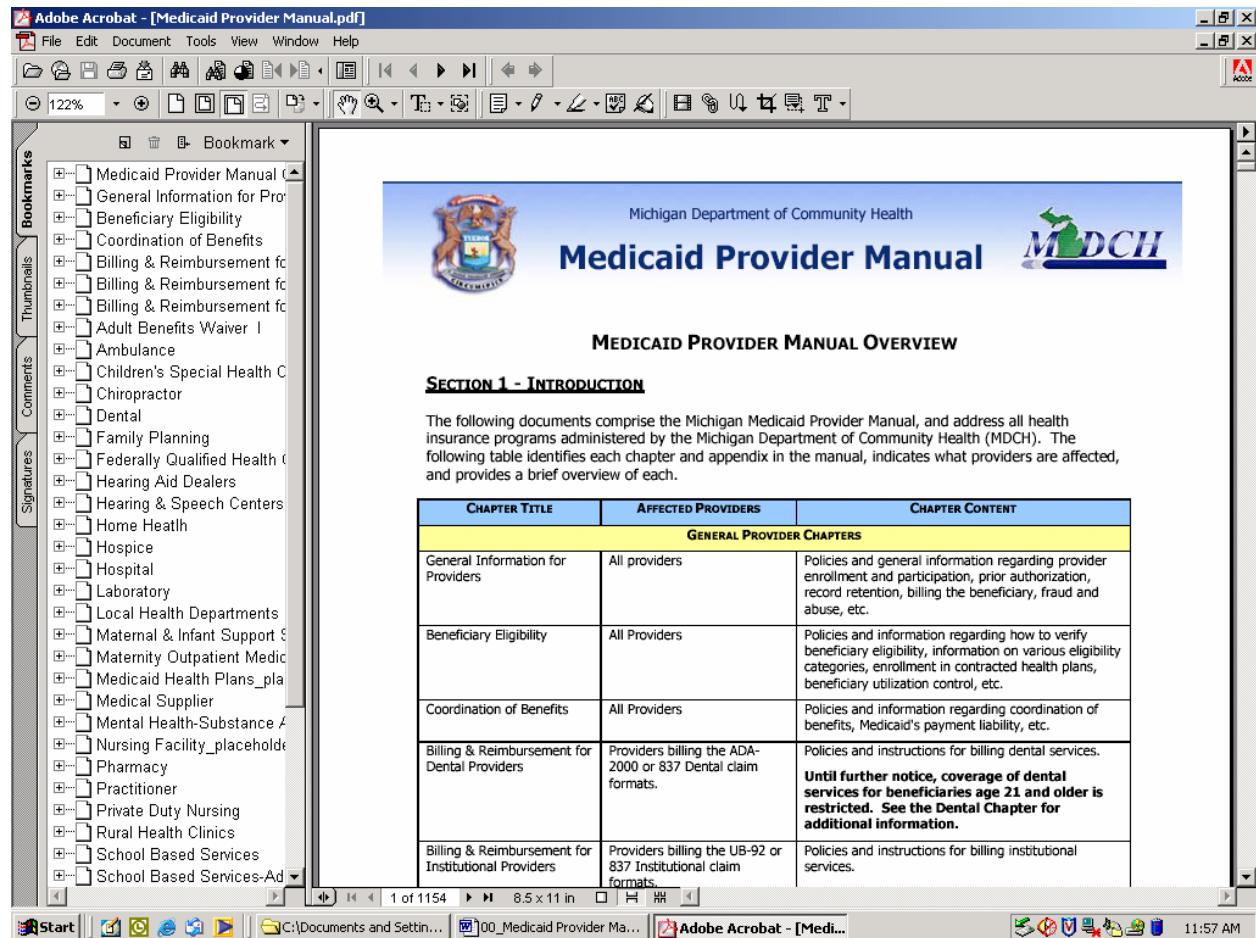 Adobe Acrobat - [Medicaid Provider Manual.pdf]
File Edit Document Tools View Window Help
Adobe
122%
Bookmark
Bookmarks
Thumbnails
Comments
Signatures
Medicaid Provider Manual
General Information for Pro
Beneficiary Eligibility
Coordination of Benefits
Billing & Reimbursement fo
Billing & Reimbursement fo
Billing & Reimbursement fo
Adult Benefits Waiver I
Ambulance
Children's Special Health C
Chiropractor
Dental
Family Planning
Federally Qualified Health
Hearing Aid Dealers
Hearing & Speech Centers
Home Heatlh
Hospice
Hospital
Laboratory
Local Health Departments
Maternal & Infant Support S
Maternity Outpatient Medic
Medicaid Health Plans_pla
Medical Supplier
Mental Health-Substance A
Nursing Facility_placeholde
Pharmacy
Practitioner
Private Duty Nursing
Rural Health Clinics
School Based Services
School Based Services-Ad
TUEBOR
CIRCUMSPICE
Michigan Department of Community Health
Medicaid Provider Manual
MDCH
MEDICAID PROVIDER MANUAL OVERVIEW
SECTION 1 - INTRODUCTION
The following documents comprise the Michigan Medicaid Provider Manual, and address all health
insurance programs administered by the Michigan Department of Community Health (MDCH). The
following table identifies each chapter and appendix in the manual, indicates what providers are affected,
and provides a brief overview of each.
CHAPTER TITLE AFFECTED PROVIDERS CHAPTER CONTENT
GENERAL PROVIDER CHAPTERS
General Information for
Providers
All providers
Policies and general information regarding provider
enrollment and participation, prior authorization,
record retention, billing the beneficiary, fraud and
abuse, etc.
Beneficiary Eligibility
All Providers
Policies and information regarding how to verify
beneficiary eligibility, information on various eligibility
categories, enrollment in contracted health plans,
beneficiary utilization control, etc.
Coordination of Benefits
All Providers
Policies and information regarding coordination of
benefits, Medicaid's payment liability, etc.
Billing & Reimbursement for
Dental Providers
Providers billing the ADA-
2000 or 837 Dental claim
formats.
Policies and instructions for billing dental services.
Until further notice, coverage of dental
services for beneficiaries age 21 and older is
restricted. See the Dental Chapter for
additional information.
Billing & Reimbursement for
Institutional Providers
Providers billing the UB-92 or
837 Institutional claim
formats.
Policies and instructions for billing institutional
services.
1 of 1154 8.5 x 11 in
Start C:\Documents and Settin... 00_Medicaid Provider Ma... Adobe Acrobat - [Medi... 11:57 AM